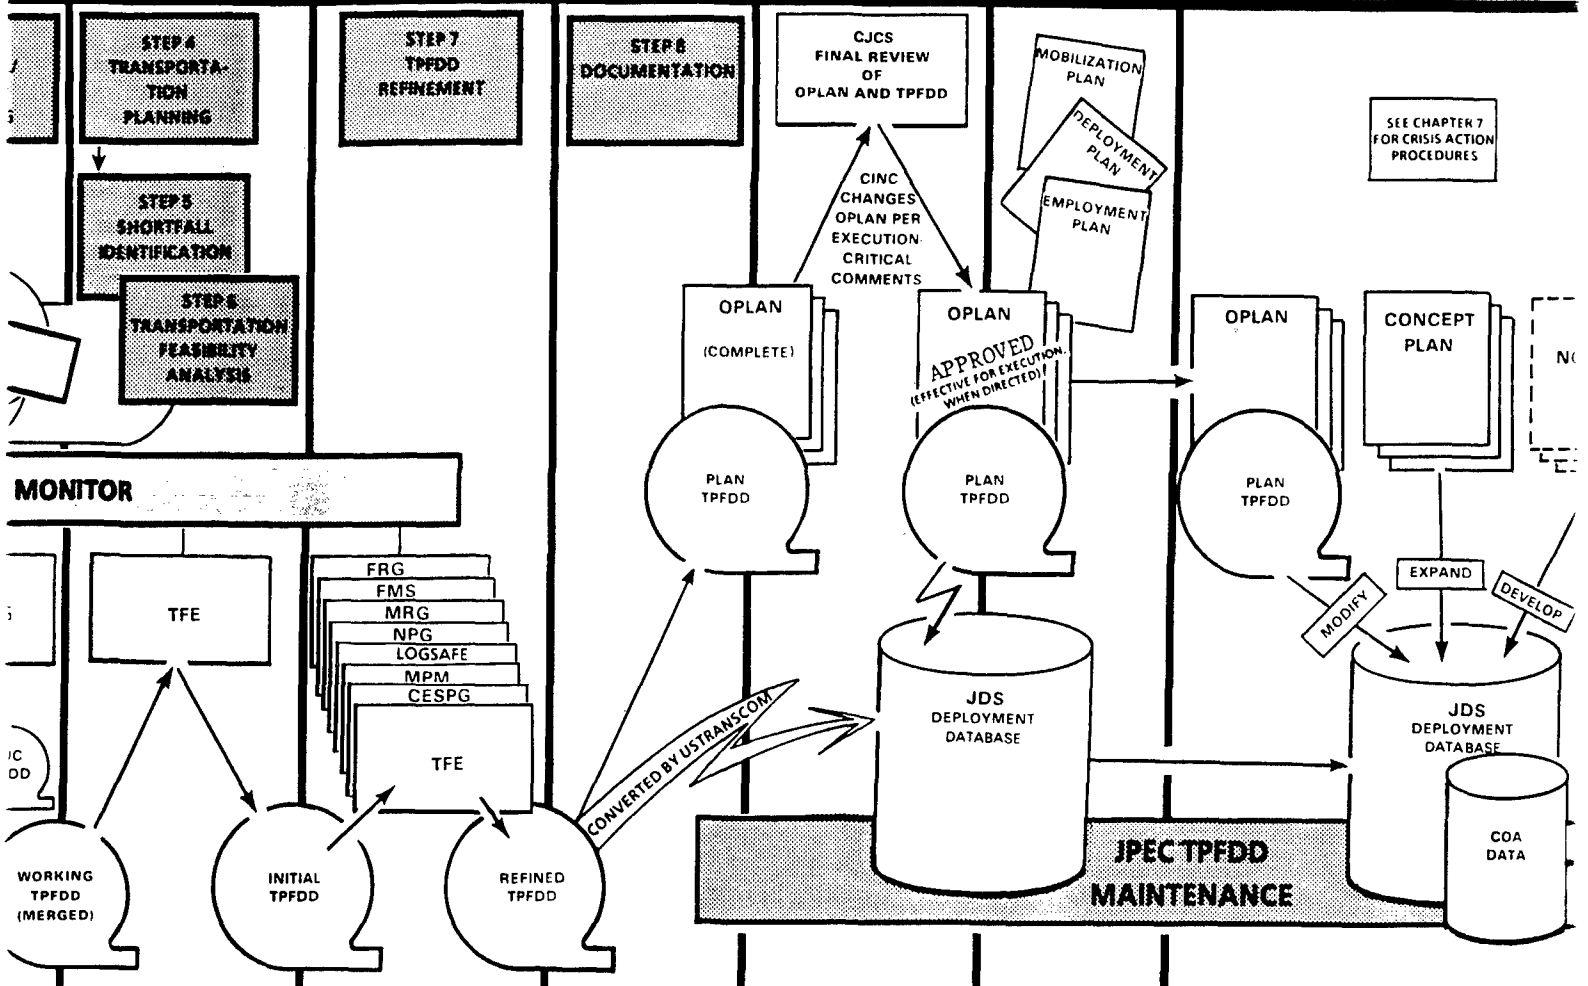 STEP 4
TRANSPORTA-
TION
PLANNING
STEP 5
SHORTFALL
IDENTIFICATION
STEP 6
TRANSPORTATION
FEASIBILITY
ANALYSIS
STEP 7
TPFDD
REFINEMENT
STEP 8
DOCUMENTATION
CJCS
FINAL REVIEW
OF
OPLAN AND TPFDD
CINC
CHANGES
OPLAN PER
EXECUTION-
CRITICAL
COMMENTS
MOBILIZATION
PLAN
DEPLOYMENT
PLAN
EMPLOYMENT
PLAN
SEE CHAPTER 7
FOR CRISIS ACTION
PROCEDURES
OPLAN
(COMPLETE)
PLAN
TPFDD
OPLAN
APPROVED
(EFFECTIVE FOR EXECUTION
WHEN DIRECTED)
PLAN
TPFDD
OPLAN
PLAN
TPFDD
CONCEPT
PLAN
MODIFY
EXPAND
DEVELOP
MONITOR
TFE
FRG
FMS
MRG
NPG
LOGSAFE
MPM
CESPG
TFE
WORKING
TPFDD
(MERGED)
INITIAL
TPFDD
REFINED
TPFDD
CONVERTED BY USTRANSCOM
JDS
DEPLOYMENT
DATABASE
JPEC TPFDD
MAINTENANCE
JDS
DEPLOYMENT
DATABASE
COA
DATA